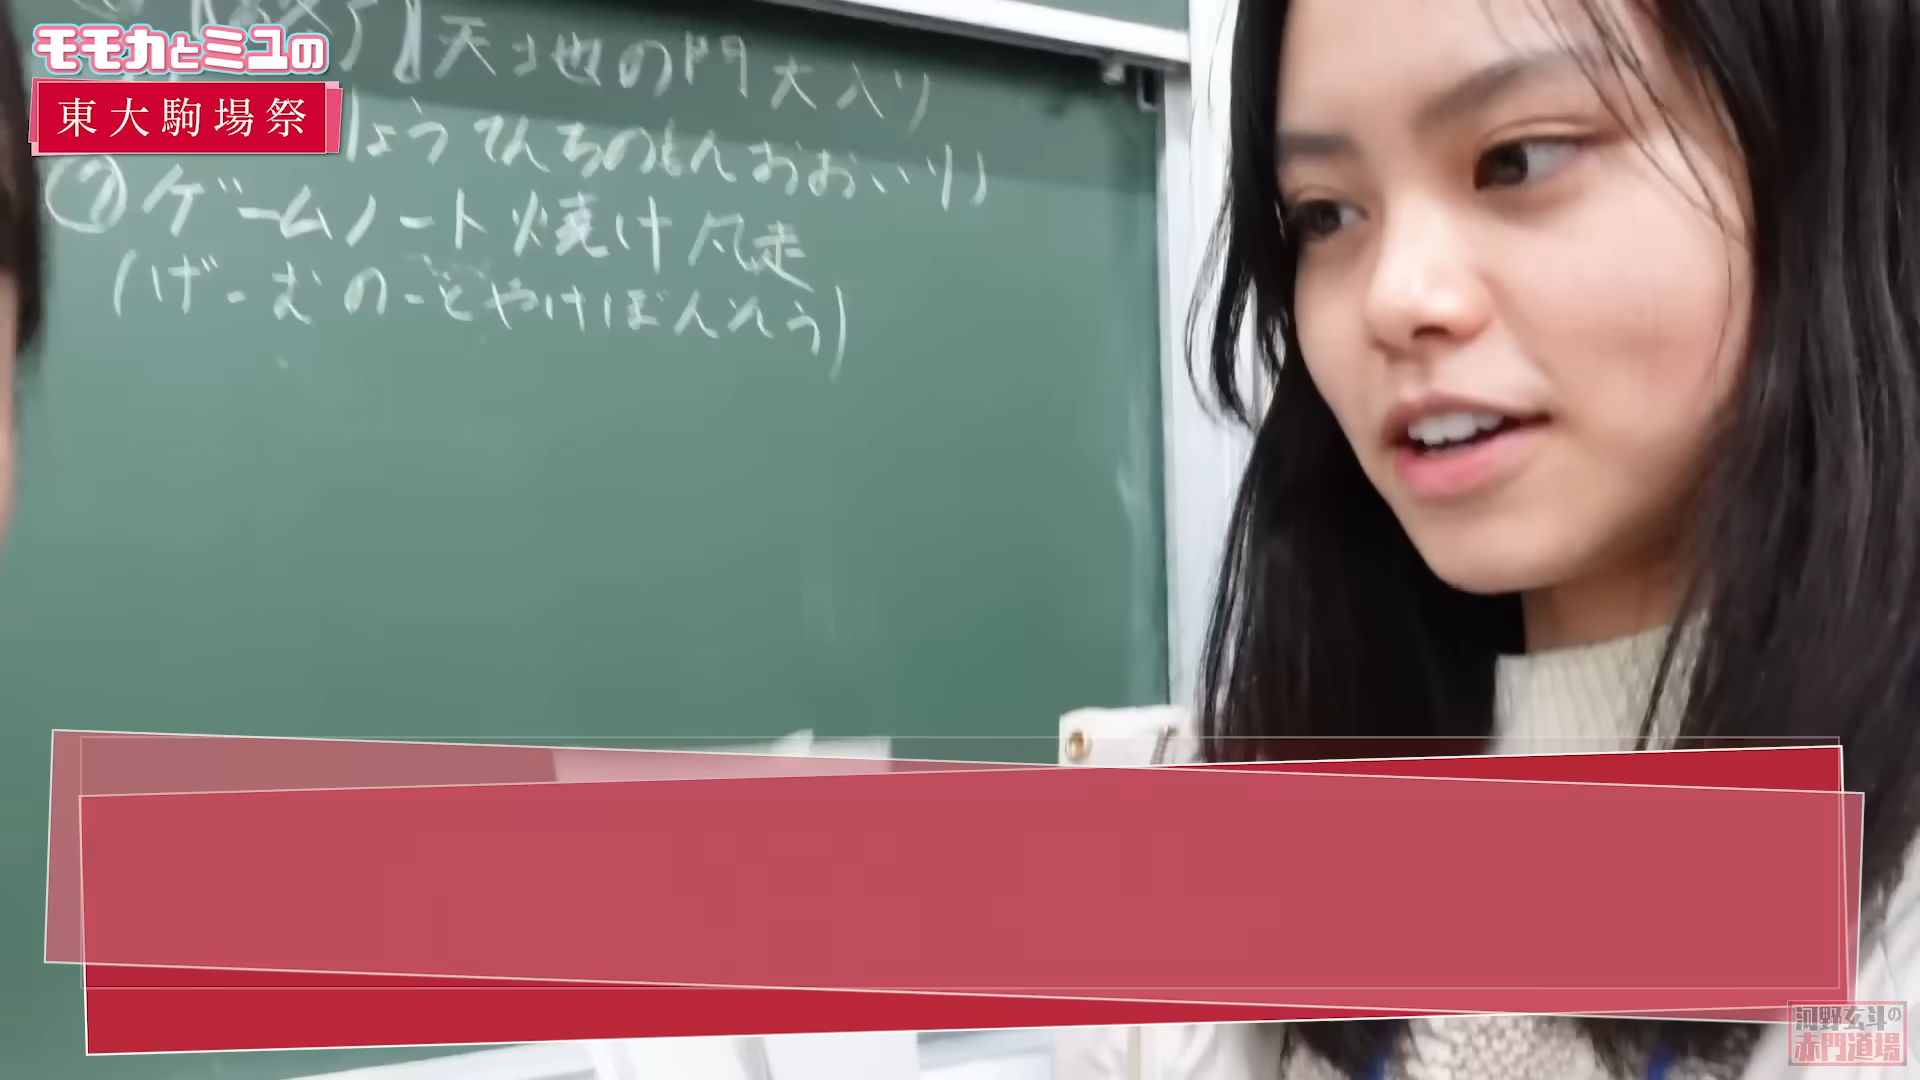 モモカとミユの
東大駒場祭
】天地の門大入り
しょうてんちのもんおおいり)
⑦ゲームノート焼け凡走
(げーむのーとやけぼんそう)
河野玄斗の
赤門道場